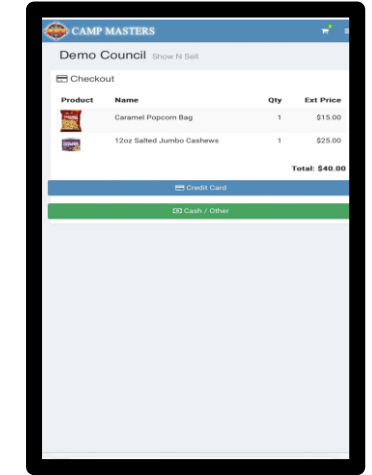 CAMP MASTERS
Demo Council Show N Sell
Checkout
Product Name Qty Ext Price
Caramel Popcorn Bag 1 $15.00
12oz Salted Jumbo Cashews 1 $25.00
Total: $40.00
Credit Card
Cash / Other